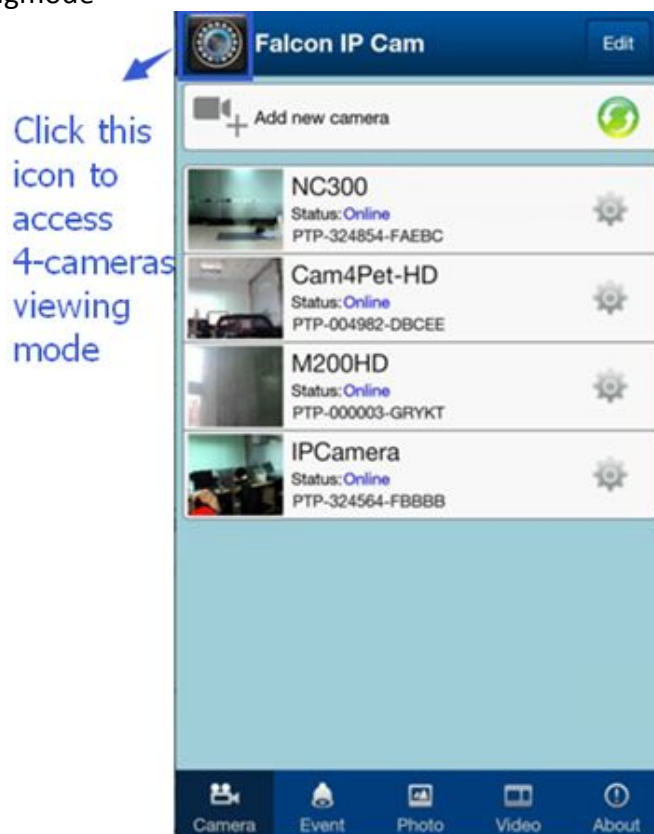 Falcon IP Cam
Edit
Click this
icon to
access
4-cameras
viewing
mode
Add new camera
NC300
Status:Online
PTP-324854-FAEBC
Cam4Pet-HD
Status:Online
PTP-004982-DBCEE
M200HD
Status:Online
PTP-000003-GRYKT
IPCamera
Status:Online
PTP-324564-FBBBB
Camera
Event
Photo
Video
About